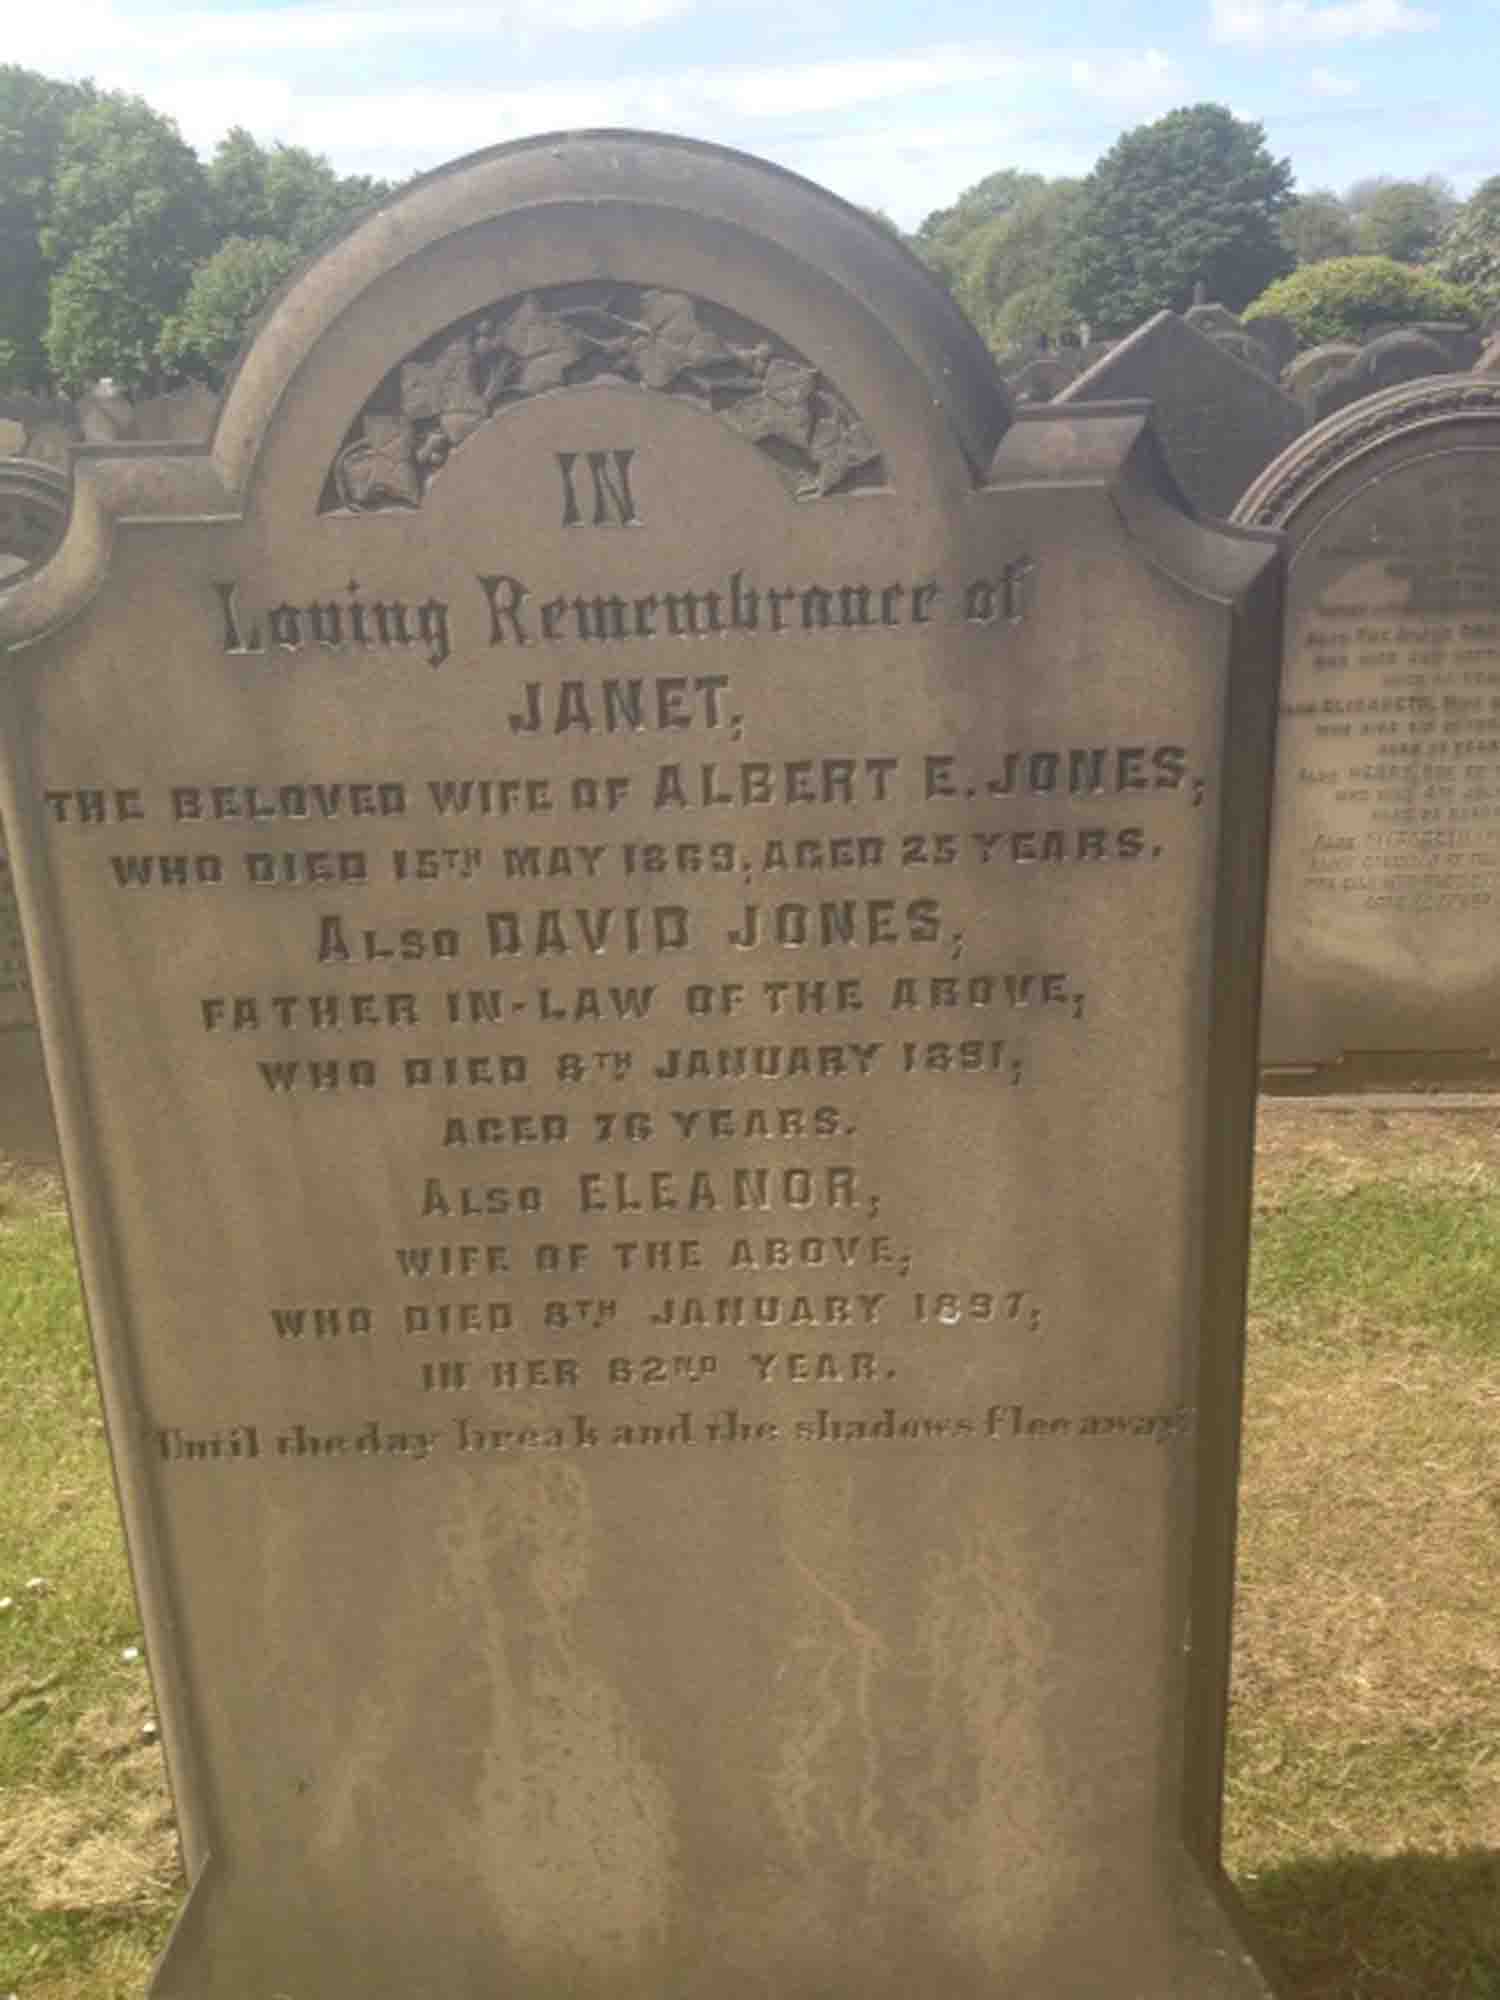 IN
Loving Remembrance of
JANET,
THE BELOVED WIFE OF ALBERT E. JONES,
WHO DIED 15TH MAY 1869, AGED 25 YEARS.
ALSO DAVID JONES,
FATHER IN-LAW OF THE ABOVE,
WHO DIED 8TH JANUARY 1891,
AGED 76 YEARS.
ALSO ELEANOR,
WIFE OF THE ABOVE,
WHO DIED 8TH JANUARY 1897,
IN HER 82ND YEAR.
Until the day break and the shadows flee away.